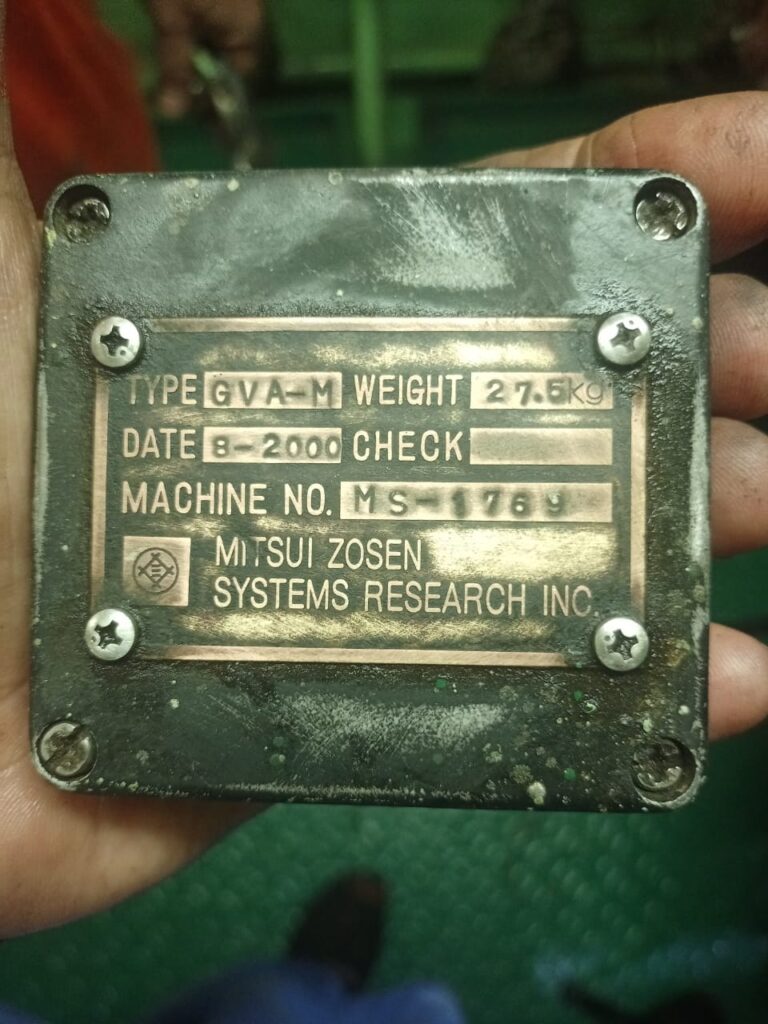 TYPE GVA-M WEIGHT 27.5kg
DATE 8-2000 CHECK
MACHINE NO. MS-1769
MITSUI ZOSEN
SYSTEMS RESEARCH INC.